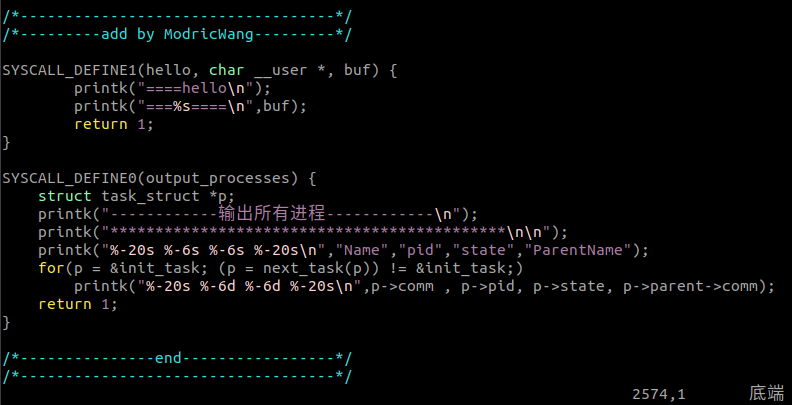 /*-----------------------------------*/
/*---------add by ModricWang---------*/
SYSCALL_DEFINE1(hello, char __user *, buf) {
        printk("====hello\n");
        printk("===%s====\n",buf);
        return 1;
}
SYSCALL_DEFINE0(output_processes) {
    struct task_struct *p;
    printk("------------输出所有进程------------\n");
    printk("********************************************\n\n");
    printk("%-20s %-6s %-6s %-20s\n","Name","pid","state","ParentName");
    for(p = &init_task; (p = next_task(p)) != &init_task;)
        printk("%-20s %-6d %-6d %-20s\n",p->comm , p->pid, p->state, p->parent->comm);
    return 1;
}
/*---------------end-----------------*/
/*-----------------------------------*/
2574,1 底端